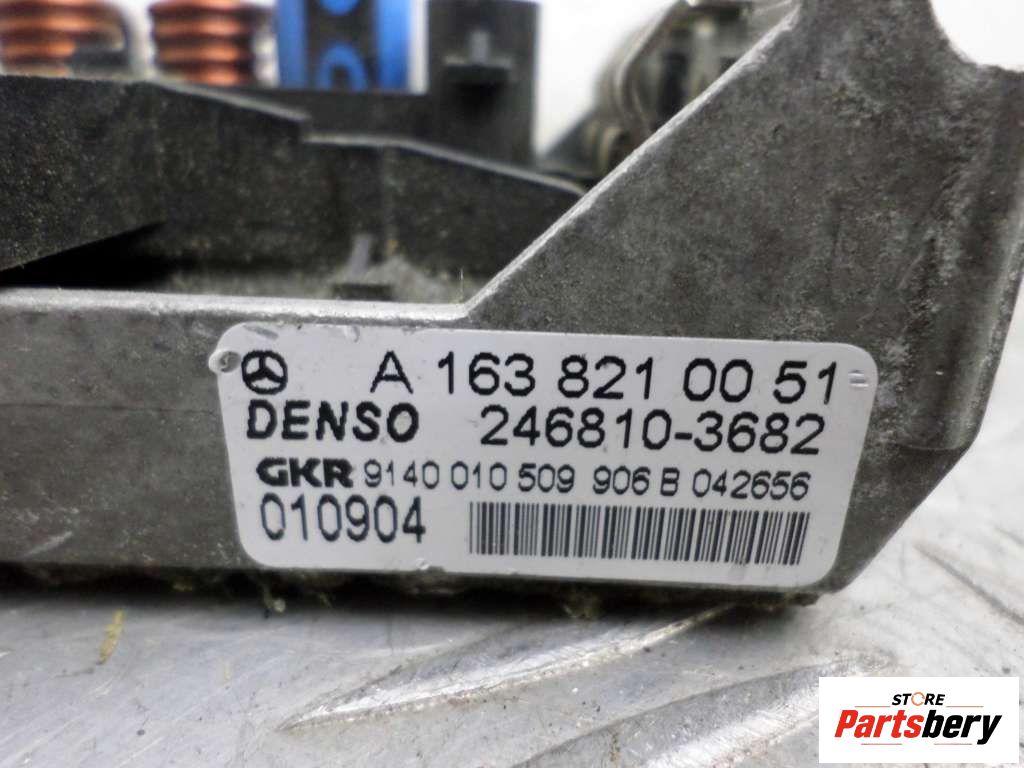 A 163 821 00 51
DENSO 246810-3682
GKR 9140 010 509 906 B 042656
010904
STORE
Partsbery